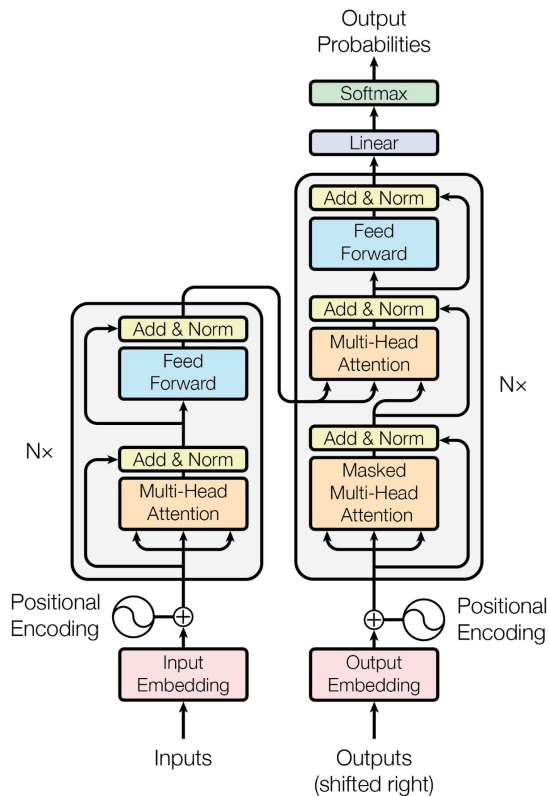 Output
Probabilities
Softmax
Linear
Add & Norm
Feed
Forward
Add & Norm
Multi-Head
Attention
Add & Norm
Masked
Multi-Head
Attention
Nx
Add & Norm
Feed
Forward
Add & Norm
Multi-Head
Attention
Nx
Positional
Encoding
Positional
Encoding
Input
Embedding
Output
Embedding
Inputs
Outputs
(shifted right)